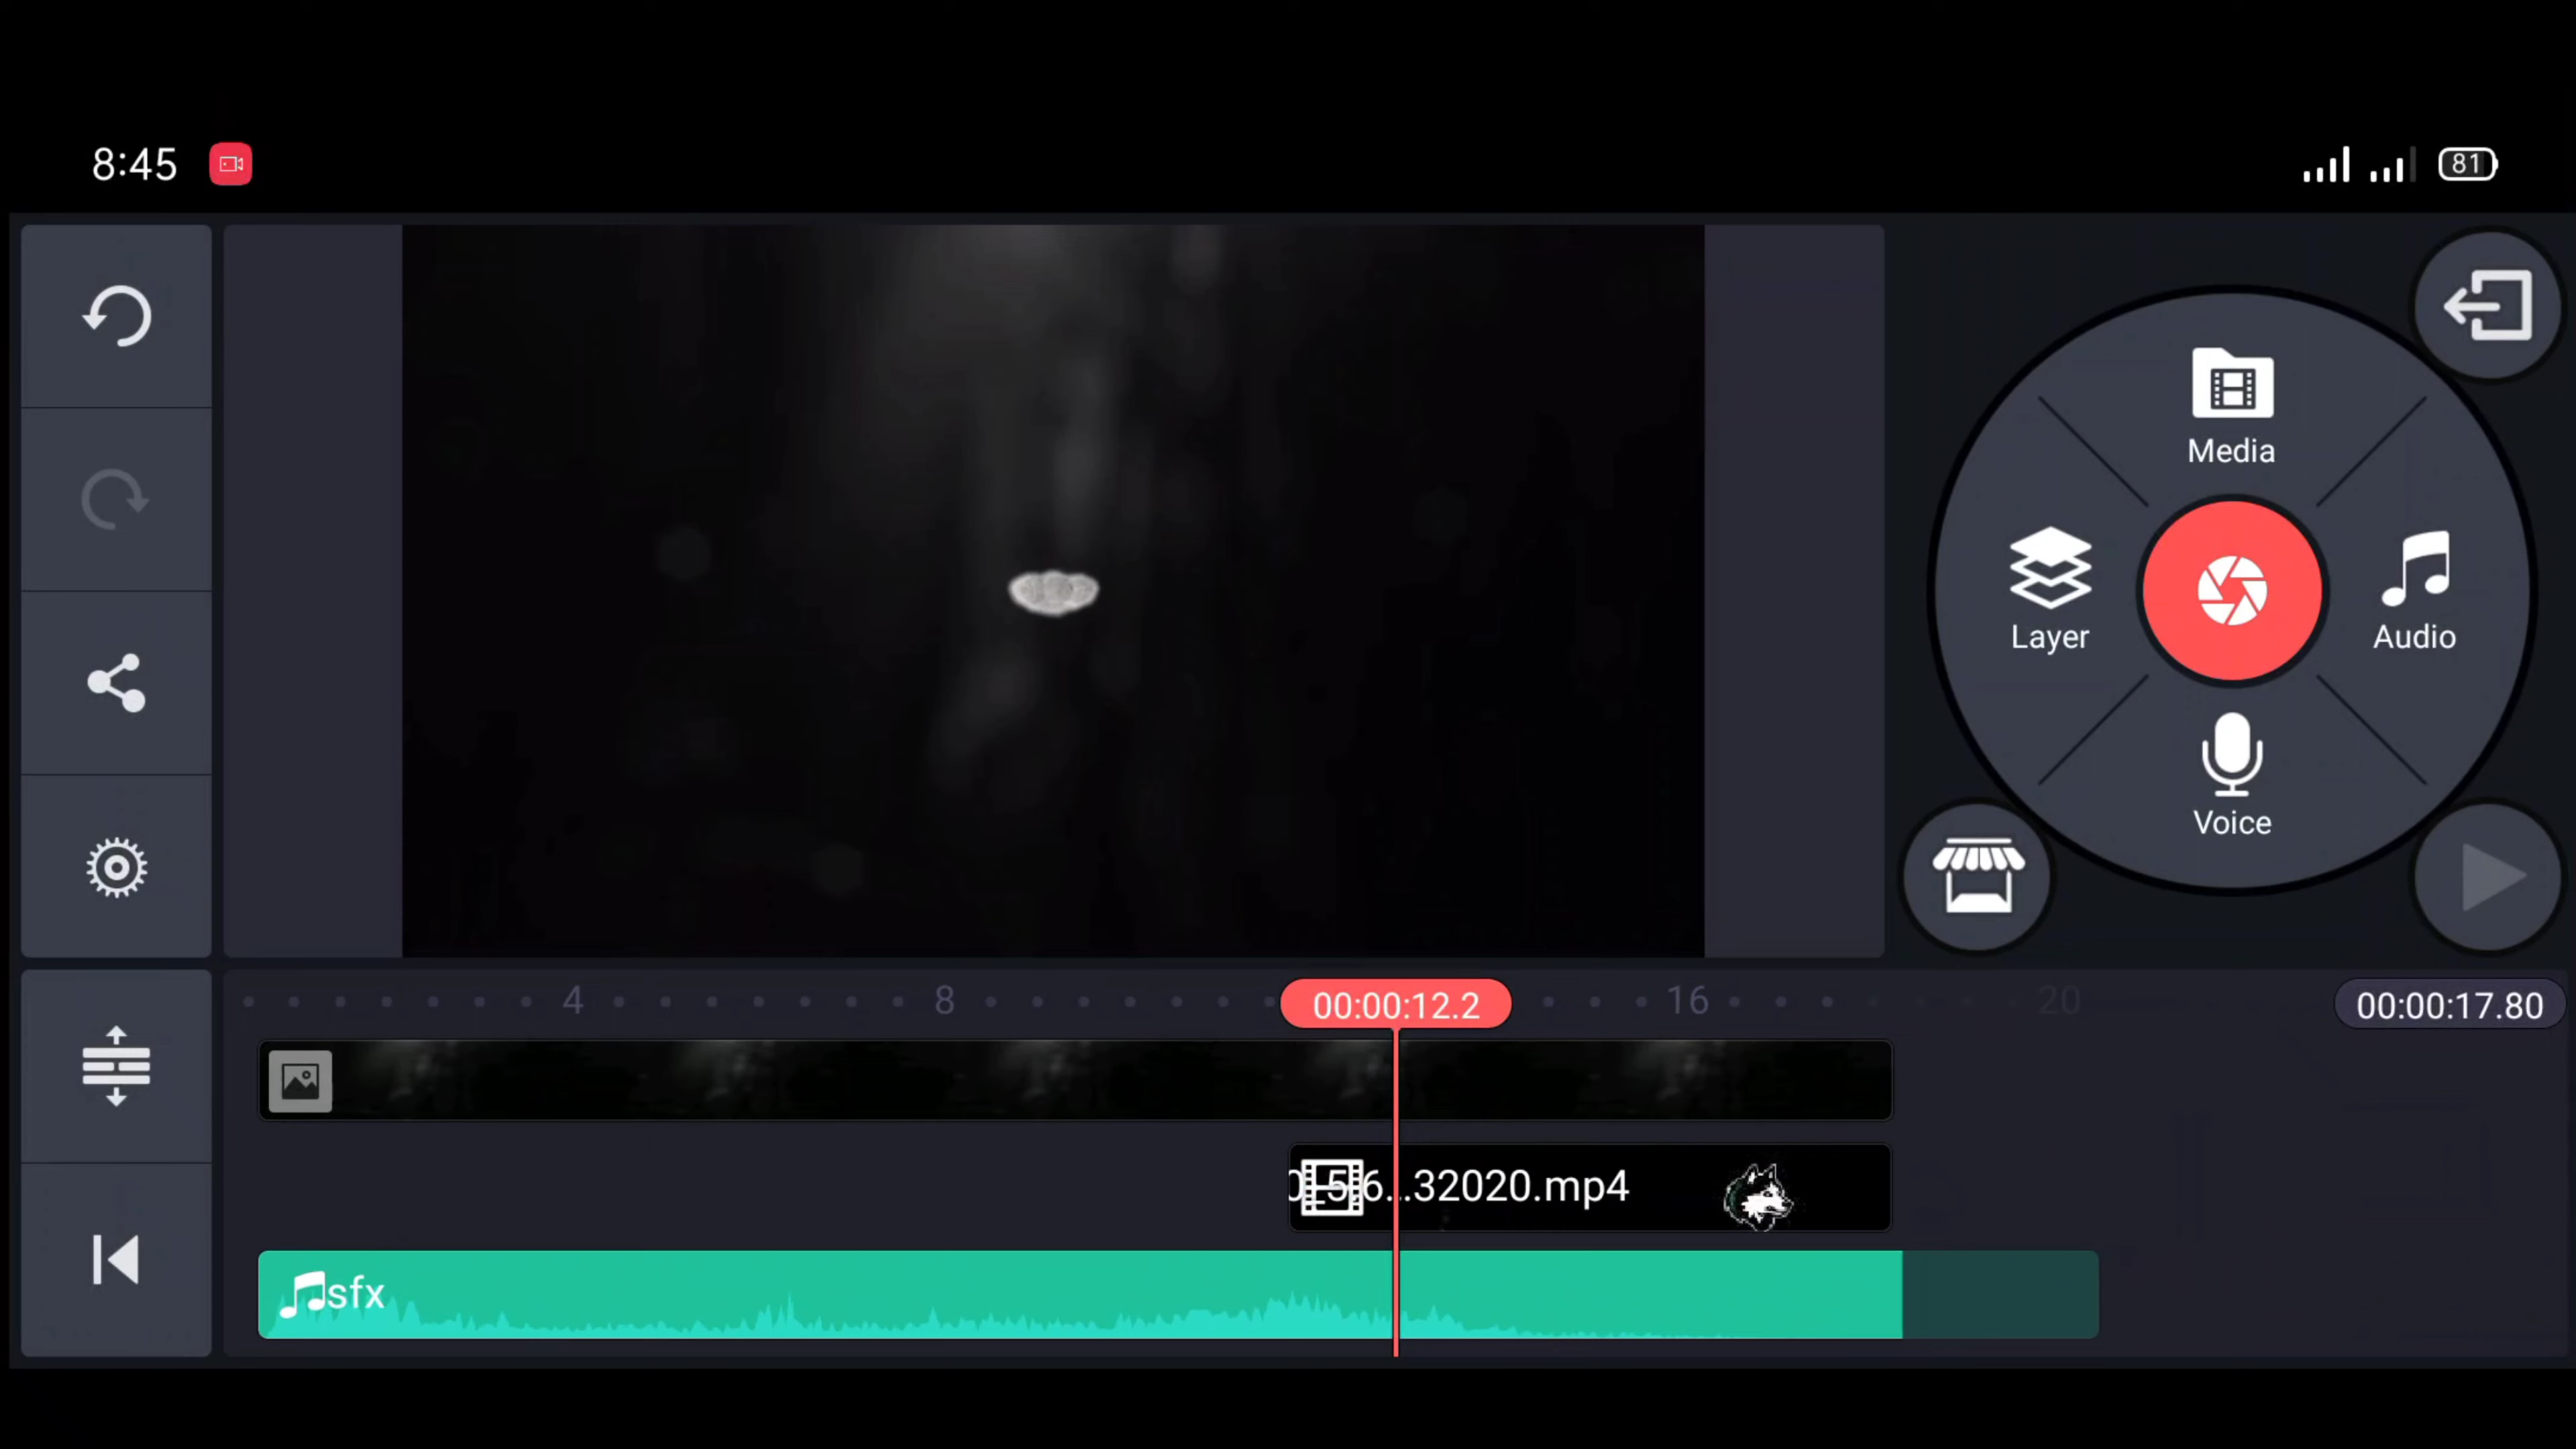 8:45
81
Media
Layer
Audio
Voice
4
8
00:00:12.2
16
20
00:00:17.80
0_5,6...32020.mp4
sfx